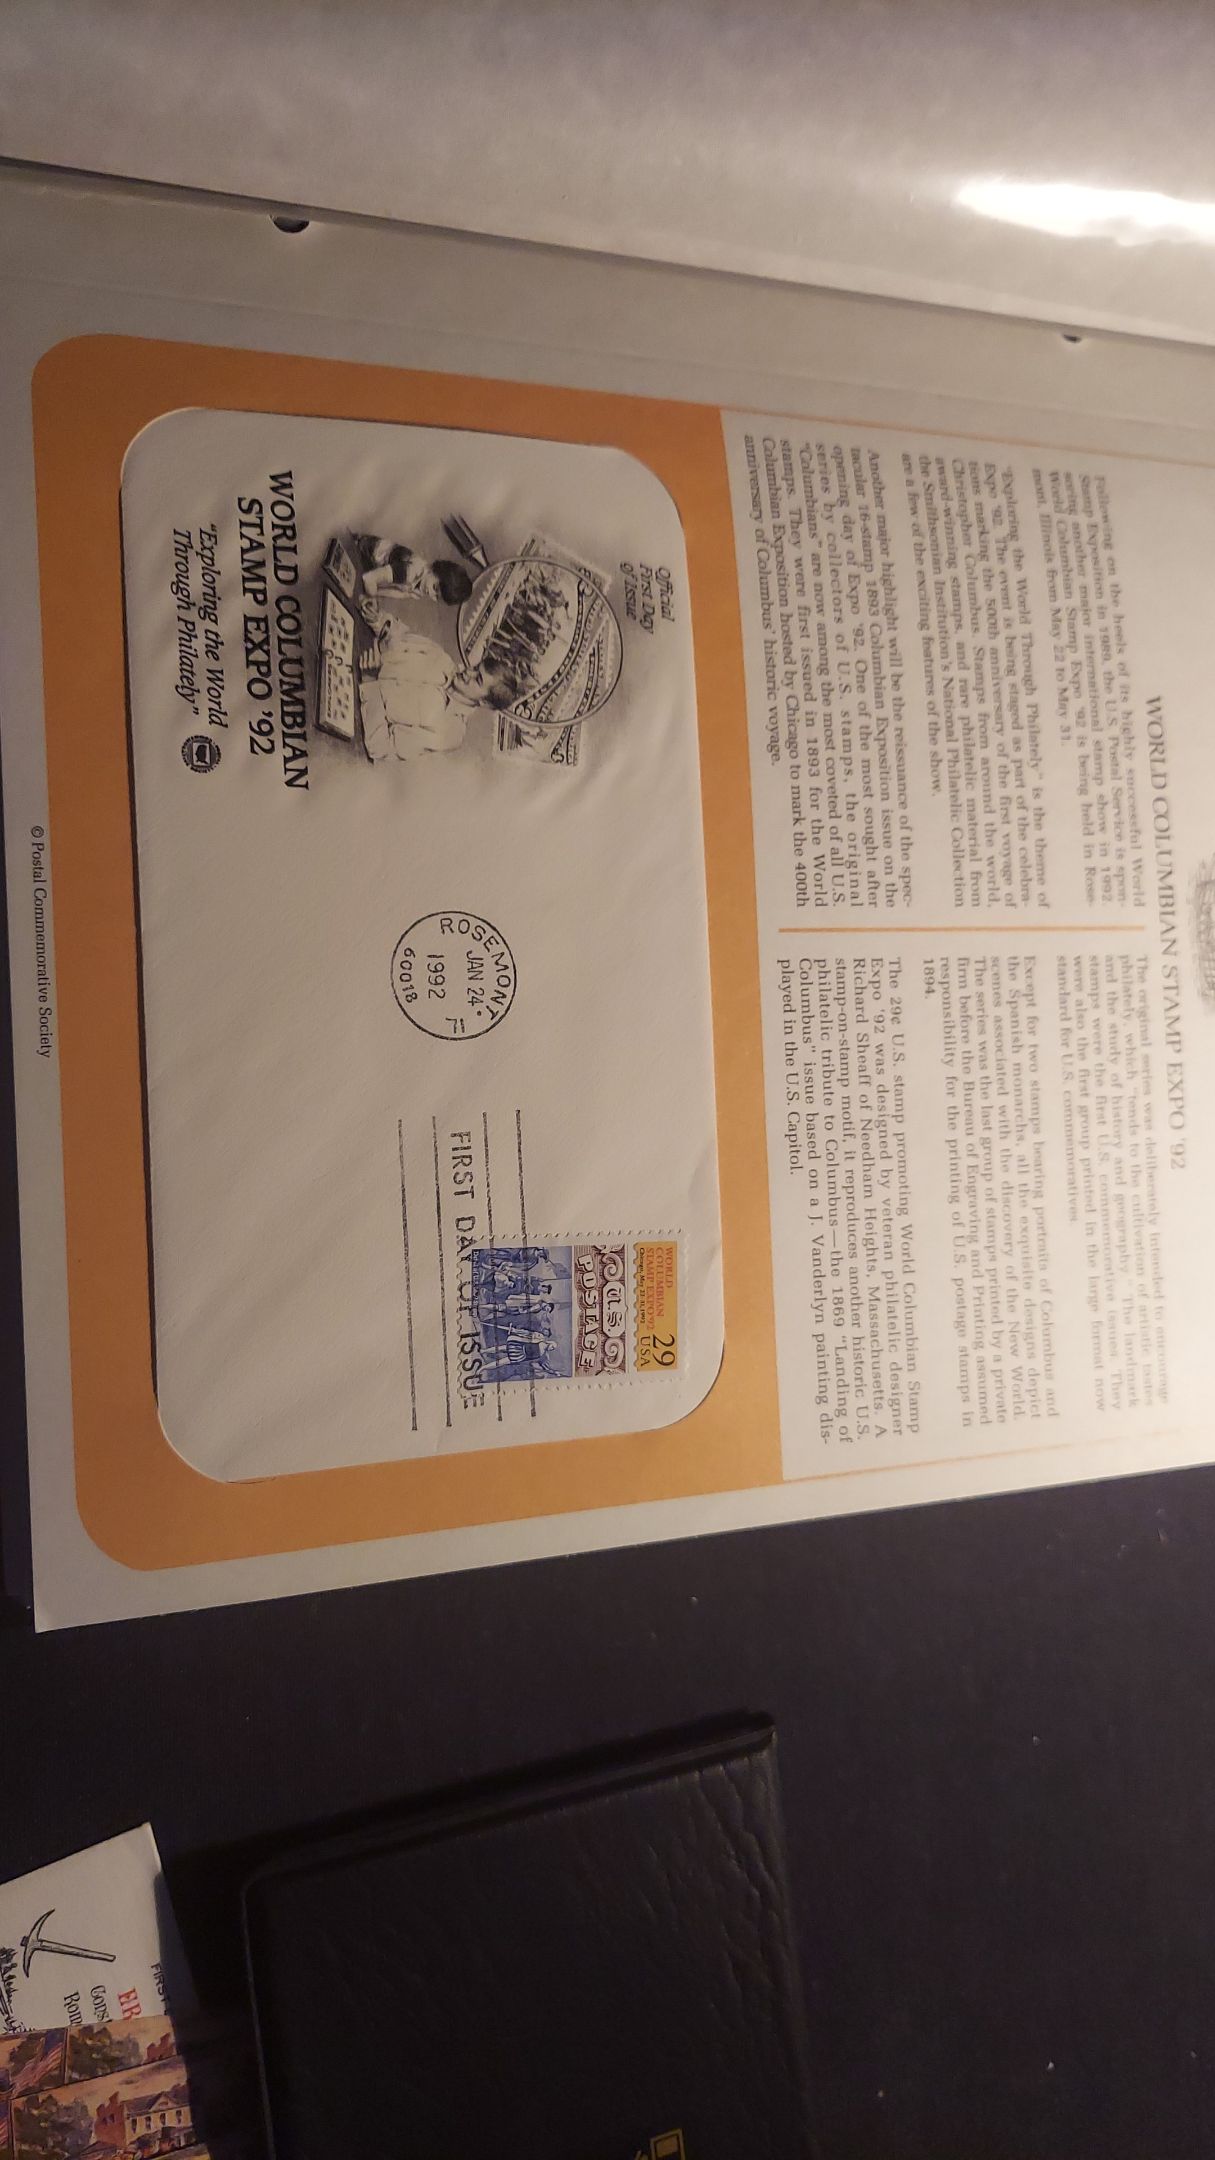 WORLD COLUMBIAN STAMP EXPO '92
Following on the heels of its highly successful World
Stamp Exposition in 1989, the U.S. Postal Service is spon-
soring another major international stamp show in 1992.
World Columbian Stamp Expo '92 is being held in Rose-
mont, Illinois from May 22 to May 31.
"Exploring the World Through Philately" is the theme of
Expo '92. The event is being staged as part of the celebra-
tions marking the 500th anniversary of the first voyage of
Christopher Columbus. Stamps from around the world,
award-winning stamps, and rare philatelic material from
the Smithsonian Institution's National Philatelic Collection
are a few of the exciting features of the show.
Another major highlight will be the reissuance of the spec-
tacular 16-stamp 1893 Columbian Exposition issue on the
opening day of Expo '92. One of the most sought after
series by collectors of U.S. stamps, the original
"Columbians" are now among the most coveted of all U.S.
stamps. They were first issued in 1893 for the World
Columbian Exposition hosted by Chicago to mark the 400th
anniversary of Columbus' historic voyage.
The original series was deliberately intended to encourage
philately, which "tends to the cultivation of artistic tastes
and the study of history and geography." The landmark
stamps were the first U.S. commemorative issues. They
were also the first group printed in the large format now
standard for U.S. commemoratives.
Except for two stamps bearing portraits of Columbus and
the Spanish monarchs, all the exquisite designs depict
scenes associated with the discovery of the New World.
The series was the last group of stamps printed by a private
firm before the Bureau of Engraving and Printing assumed
responsibility for the printing of U.S. postage stamps in
1894.
The 29¢ U.S. stamp promoting World Columbian Stamp
Expo '92 was designed by veteran philatelic designer
Richard Sheaff of Needham Heights, Massachusetts. A
stamp-on-stamp motif, it reproduces another historic U.S.
philatelic tribute to Columbus—the 1869 "Landing of
Columbus" issue based on a J. Vanderlyn painting dis-
played in the U.S. Capitol.
Official
First Day
of Issue
WORLD COLUMBIAN
STAMP EXPO '92
"Exploring the World
Through Philately"
ROSEMONT
JAN 24
1992
60018
FIRST DAY OF ISSUE
WORLD
COLUMBIAN
STAMP EXPO '92
Chicago, May 22-31, 1992
29
USA
U.S.
POSTAGE
© Postal Commemorative Society
FIRST